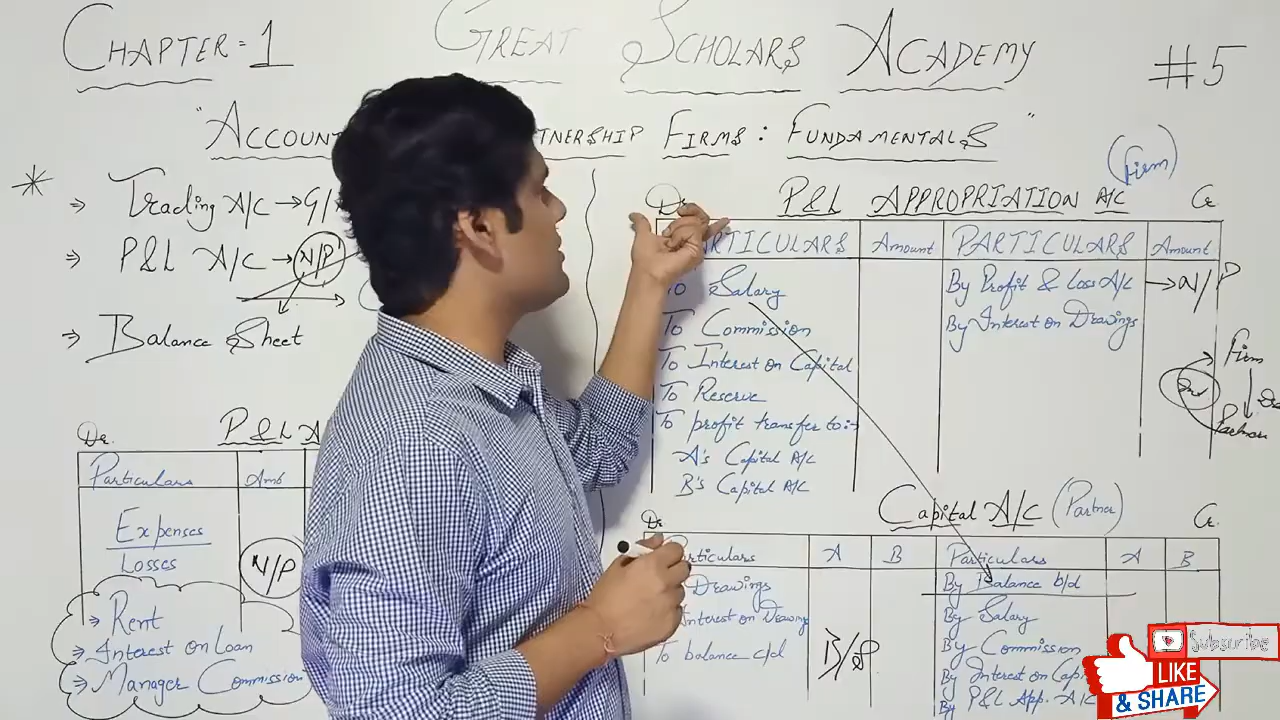 CHAPTER = 1
GREAT SCHOLARS ACADEMY
#5
"ACCOUNT
TNERSHIP FIRMS : FUNDAMENTALS"
⇒ Trading A/C → G/
⇒ P&L A/C → N/P
⇒ Balance Sheet
Dr. P&L A
Particulars Amt
Expenses
Losses
N/P
→ Rent
→ Interest on Loan
→ Manager Commission
(Firm)
Dr. P&L APPROPRIATION A/C Cr.
ARTICULARS Amount PARTICULARS Amount
To Salary By Profit & Loss A/C → N/P
To Commission By Interest on Drawings
To Interest on Capital
To Reserve
To profit transfer to:-
A's Capital A/C
B's Capital A/C
Firm
Dr. Capital A/C (Partner) Cr.
articulars A B Particulars A B
Drawings By Balance b/d
Interest on Drawing By Salary
To balance c/d By Commission
By Interest on Capi
By P&L App. A/C
Subscribe
LIKE
& SHARE